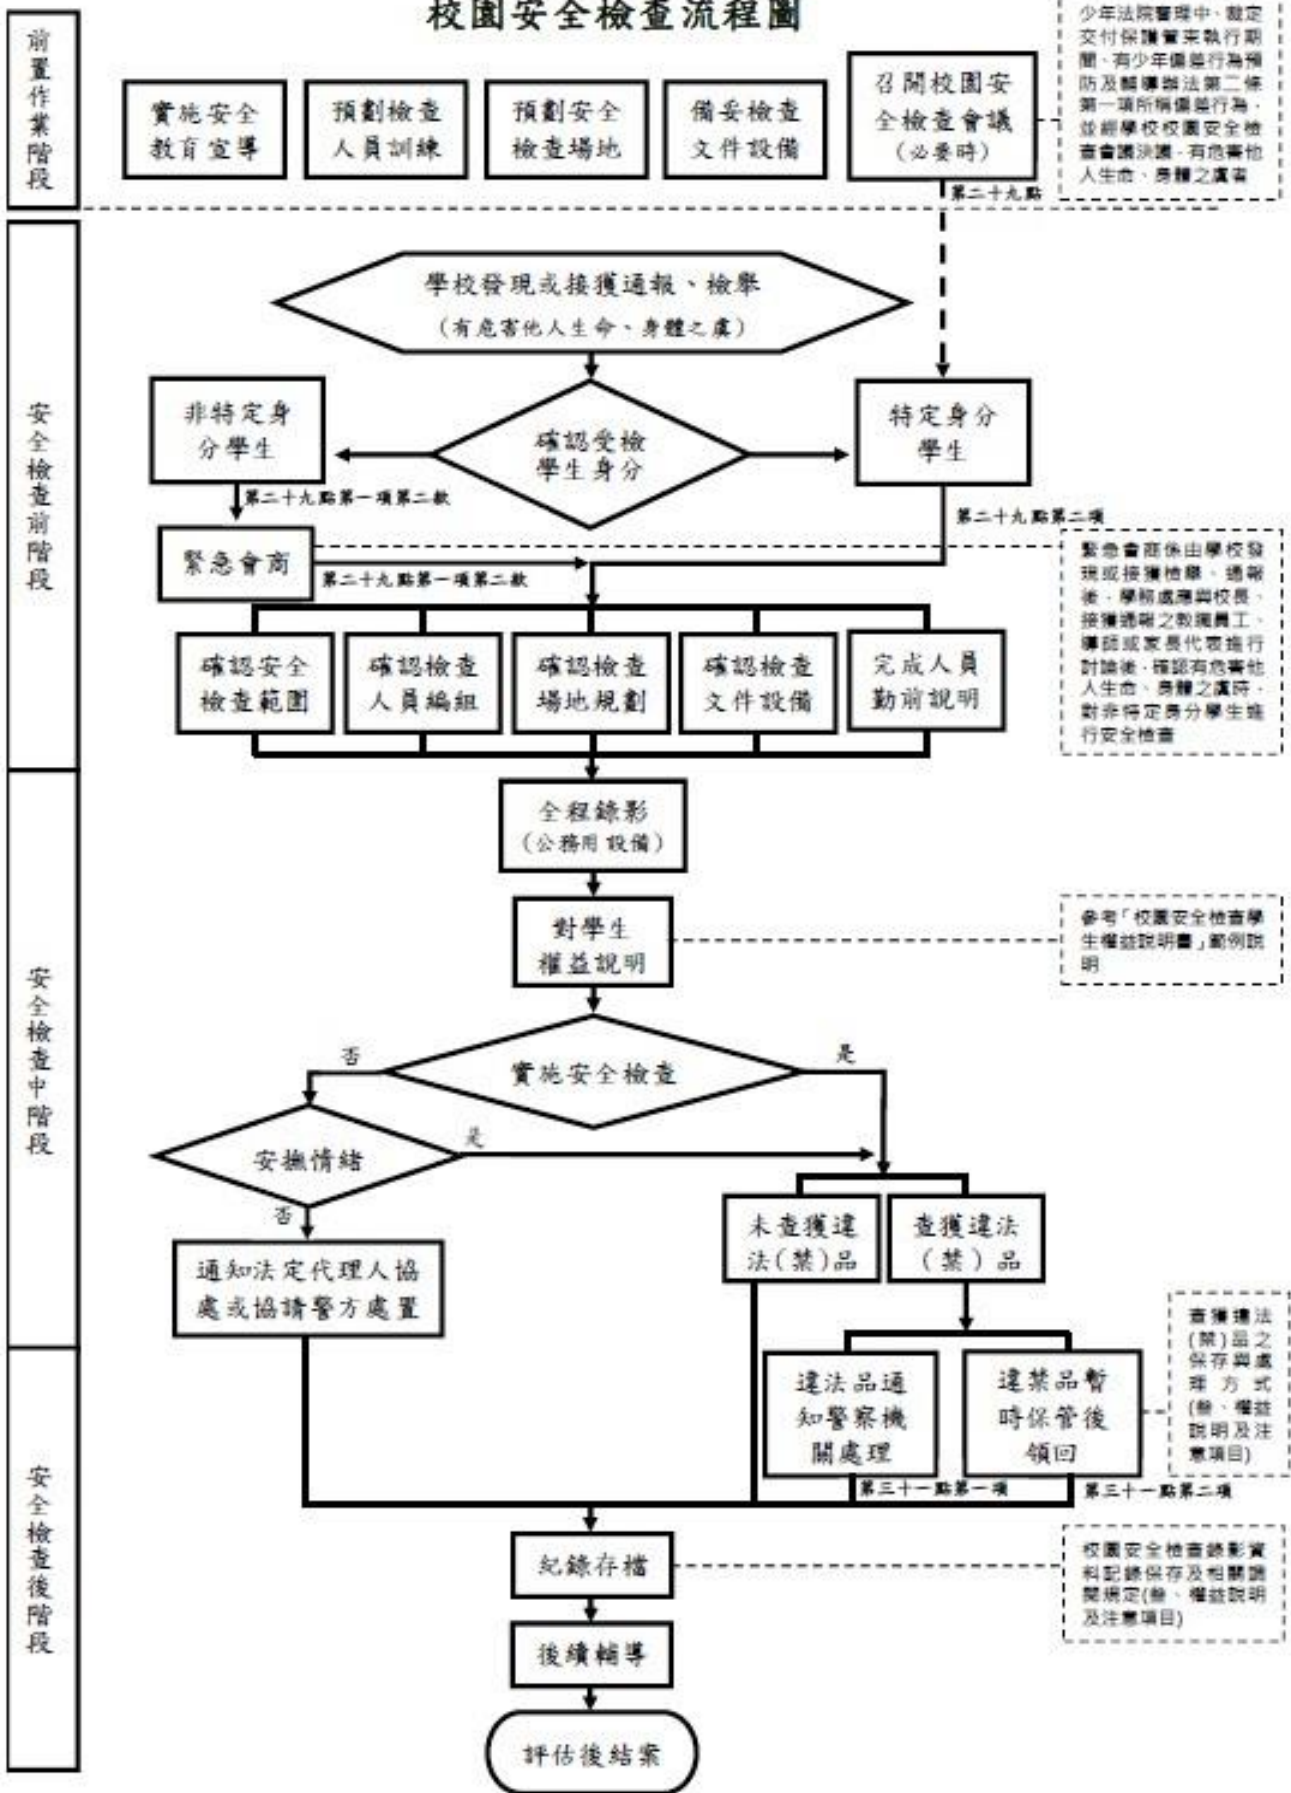 校園安全檢查流程圖
前置作業階段
實施安全
教育宣導
預劃檢查
人員訓練
預劃安全
檢查場地
備妥檢查
文件設備
召開校園安
全檢查會議
(必要時)
少年法院審理中、裁定
交付保護管束執行期
間、有少年偏差行為預
防及輔導辦法第二條
第一項所稱偏差行為,
並經學校校園安全檢
查會議決議,有危害他
人生命、身體之虞者
第二十九點
安全檢查前階段
學校發現或接獲通報、檢舉
(有危害他人生命、身體之虞)
非特定身
分學生
確認受檢
學生身分
特定身分
學生
第二十九點第一項第二款
第二十九點第二項
緊急會商
第二十九點第一項第二款
緊急會商係由學校發
現或接獲檢舉、通報
後,學務處應與校長、
接獲通報之教職員工、
導師或家長代表進行
討論後,確認有危害他
人生命、身體之虞時,
對非特定身分學生進
行安全檢查
確認安全
檢查範圍
確認檢查
人員編組
確認檢查
場地規劃
確認檢查
文件設備
完成人員
勤前說明
安全檢查中階段
全程錄影
(公務用設備)
對學生
權益說明
參考「校園安全檢查學
生權益說明書」範例說
明
實施安全檢查
否
是
安撫情緒
是
否
通知法定代理人協
處或協請警方處置
未查獲違
法(禁)品
查獲違法
(禁)品
安全檢查後階段
違法品通
知警察機
關處理
違禁品暫
時保管後
領回
查獲違法
(禁)品之
保存與處
理方式
(叁、權益
說明及注
意項目)
第三十一點第一項
第三十一點第二項
紀錄存檔
校園安全檢查錄影資
料記錄保存及相關調
閱規定(叁、權益說明
及注意項目)
後續輔導
評估後結案